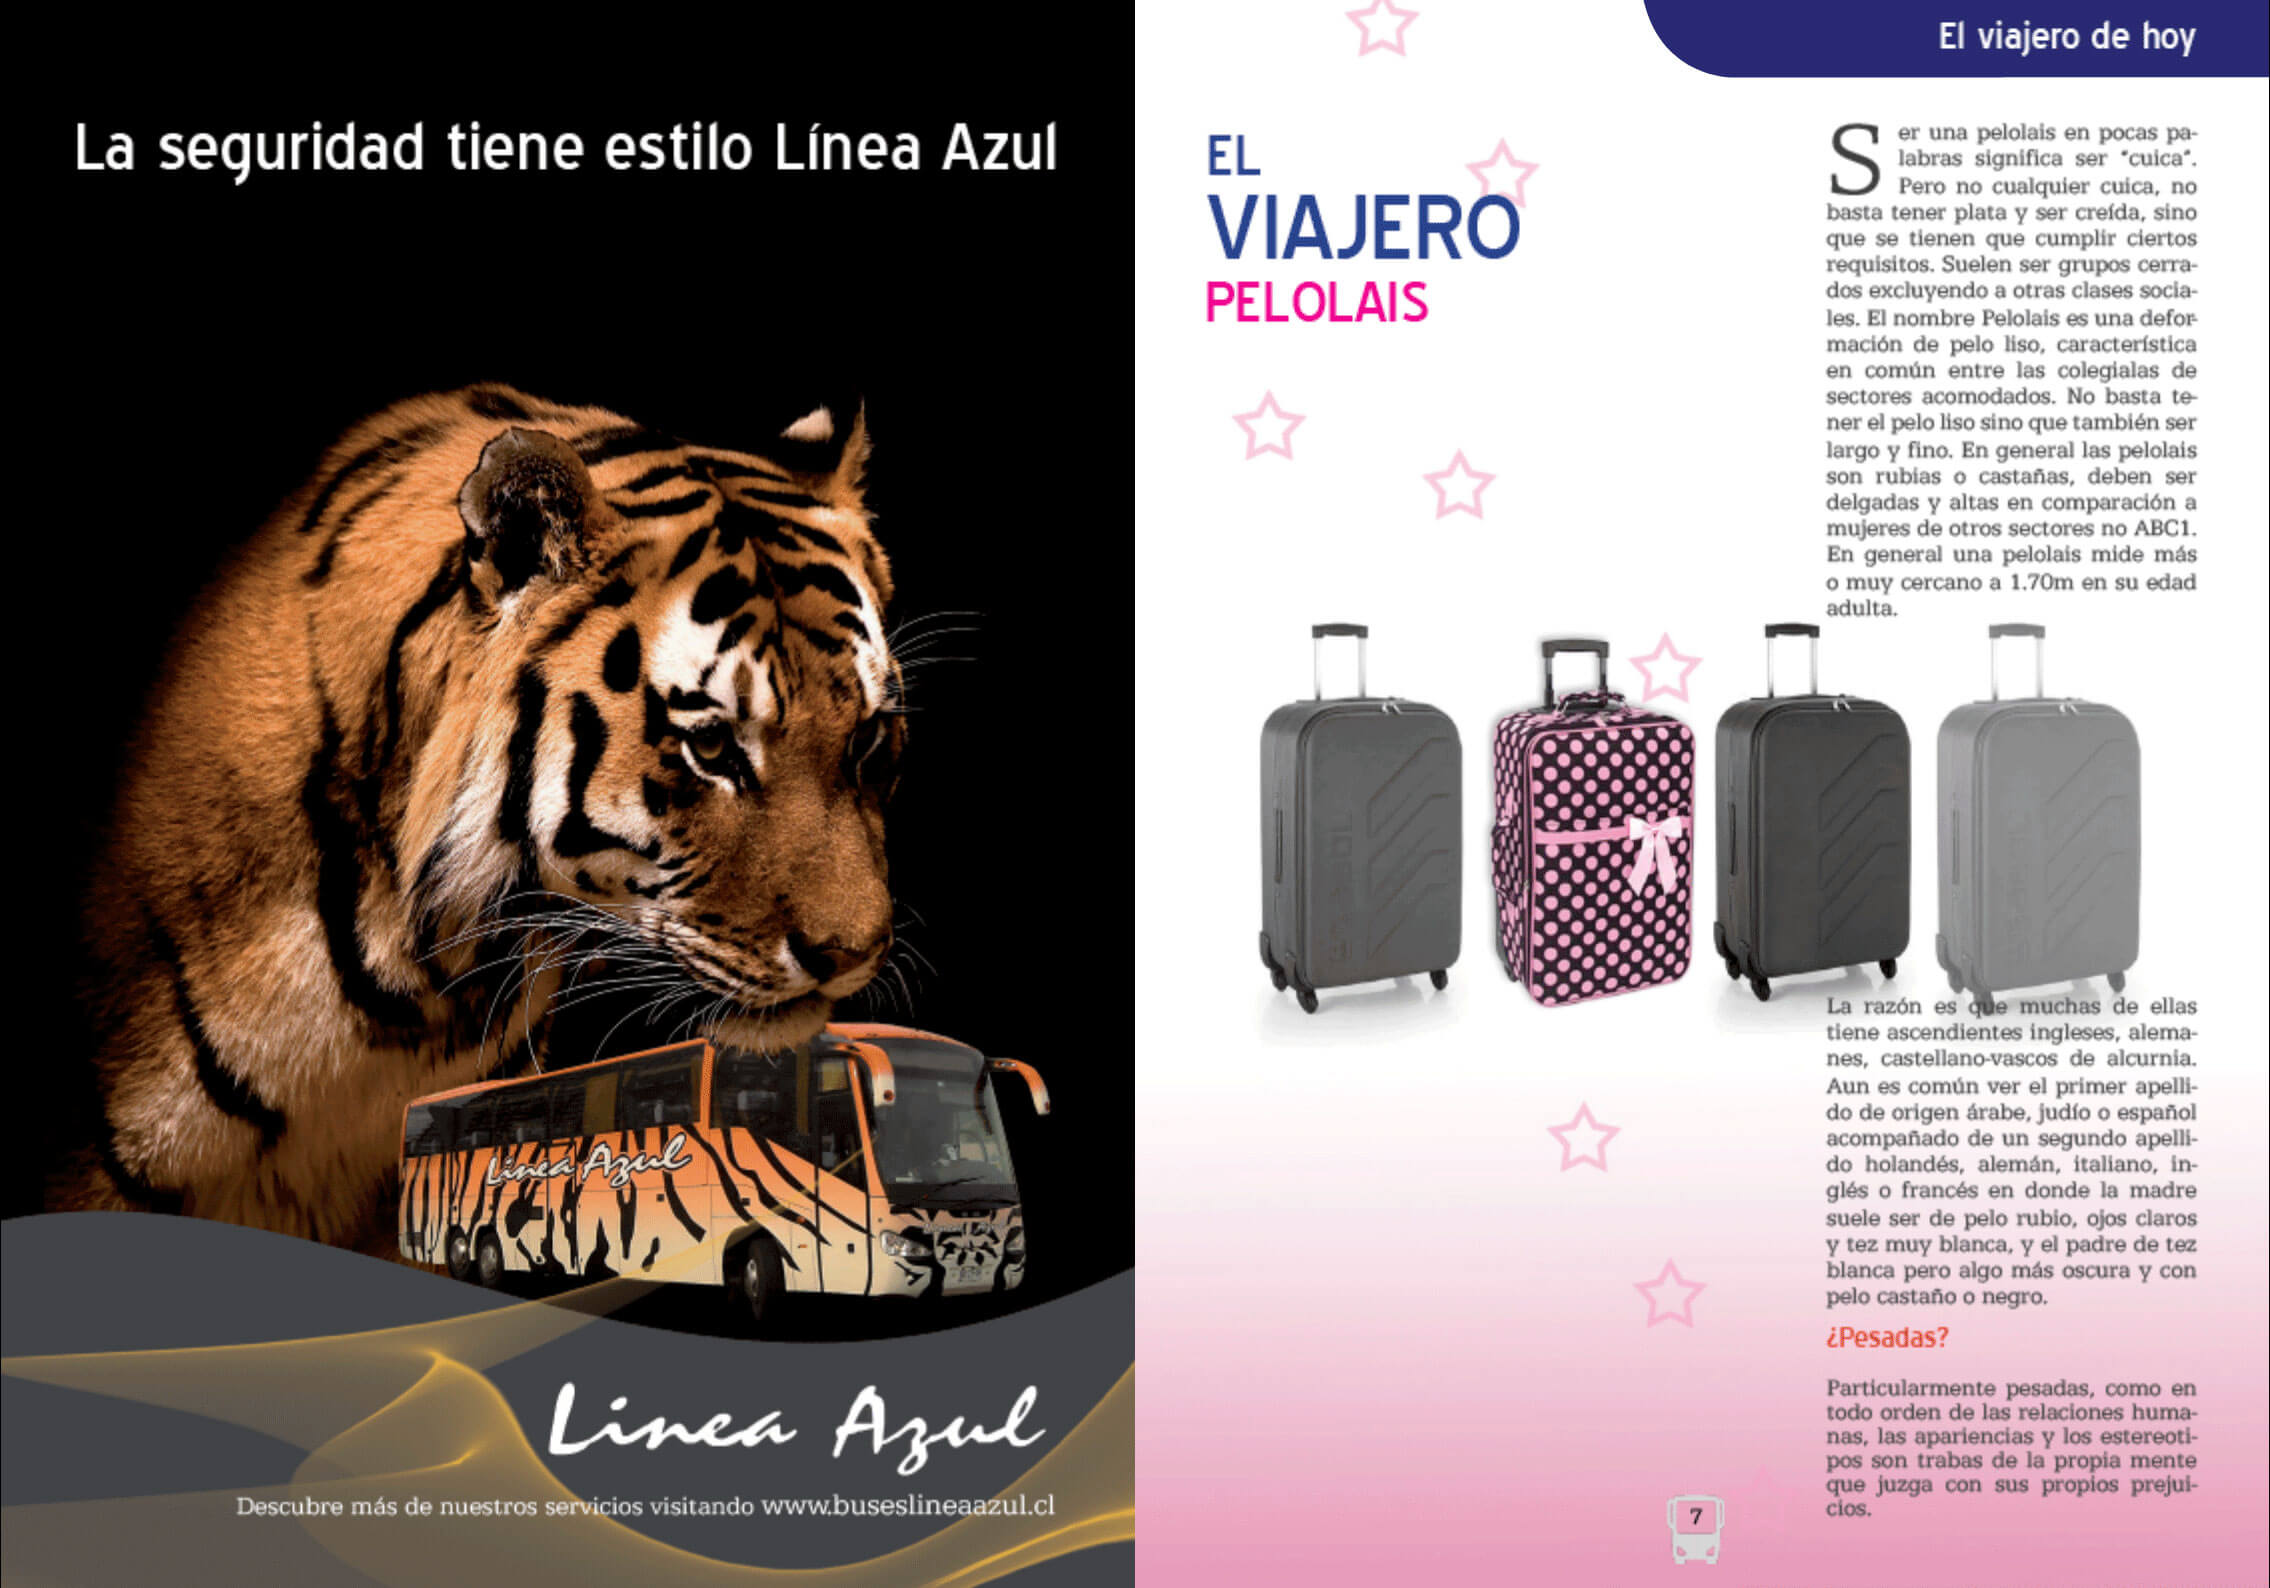 La seguridad tiene estilo Línea Azul
Linea Azul
Linea Azul
Linea Azul
Descubre más de nuestros servicios visitando www.buseslineaazul.cl
El viajero de hoy
EL
VIAJERO
PELOLAIS
Ser una pelolais en pocas pa-
labras significa ser "cuica".
Pero no cualquier cuica, no
basta tener plata y ser creída, sino
que se tienen que cumplir ciertos
requisitos. Suelen ser grupos cerra-
dos excluyendo a otras clases socia-
les. El nombre Pelolais es una defor-
mación de pelo liso, característica
en común entre las colegialas de
sectores acomodados. No basta te-
ner el pelo liso sino que también ser
largo y fino. En general las pelolais
son rubias o castañas, deben ser
delgadas y altas en comparación a
mujeres de otros sectores no ABC1.
En general una pelolais mide más
o muy cercano a 1.70m en su edad
adulta.
La razón es que muchas de ellas
tiene ascendientes ingleses, alema-
nes, castellano-vascos de alcurnia.
Aun es común ver el primer apelli-
do de origen árabe, judío o español
acompañado de un segundo apelli-
do holandés, alemán, italiano, in-
glés o francés en donde la madre
suele ser de pelo rubio, ojos claros
y tez muy blanca, y el padre de tez
blanca pero algo más oscura y con
pelo castaño o negro.
¿Pesadas?
Particularmente pesadas, como en
todo orden de las relaciones huma-
nas, las apariencias y los estereoti-
pos son trabas de la propia mente
que juzga con sus propios prejui-
cios.
7